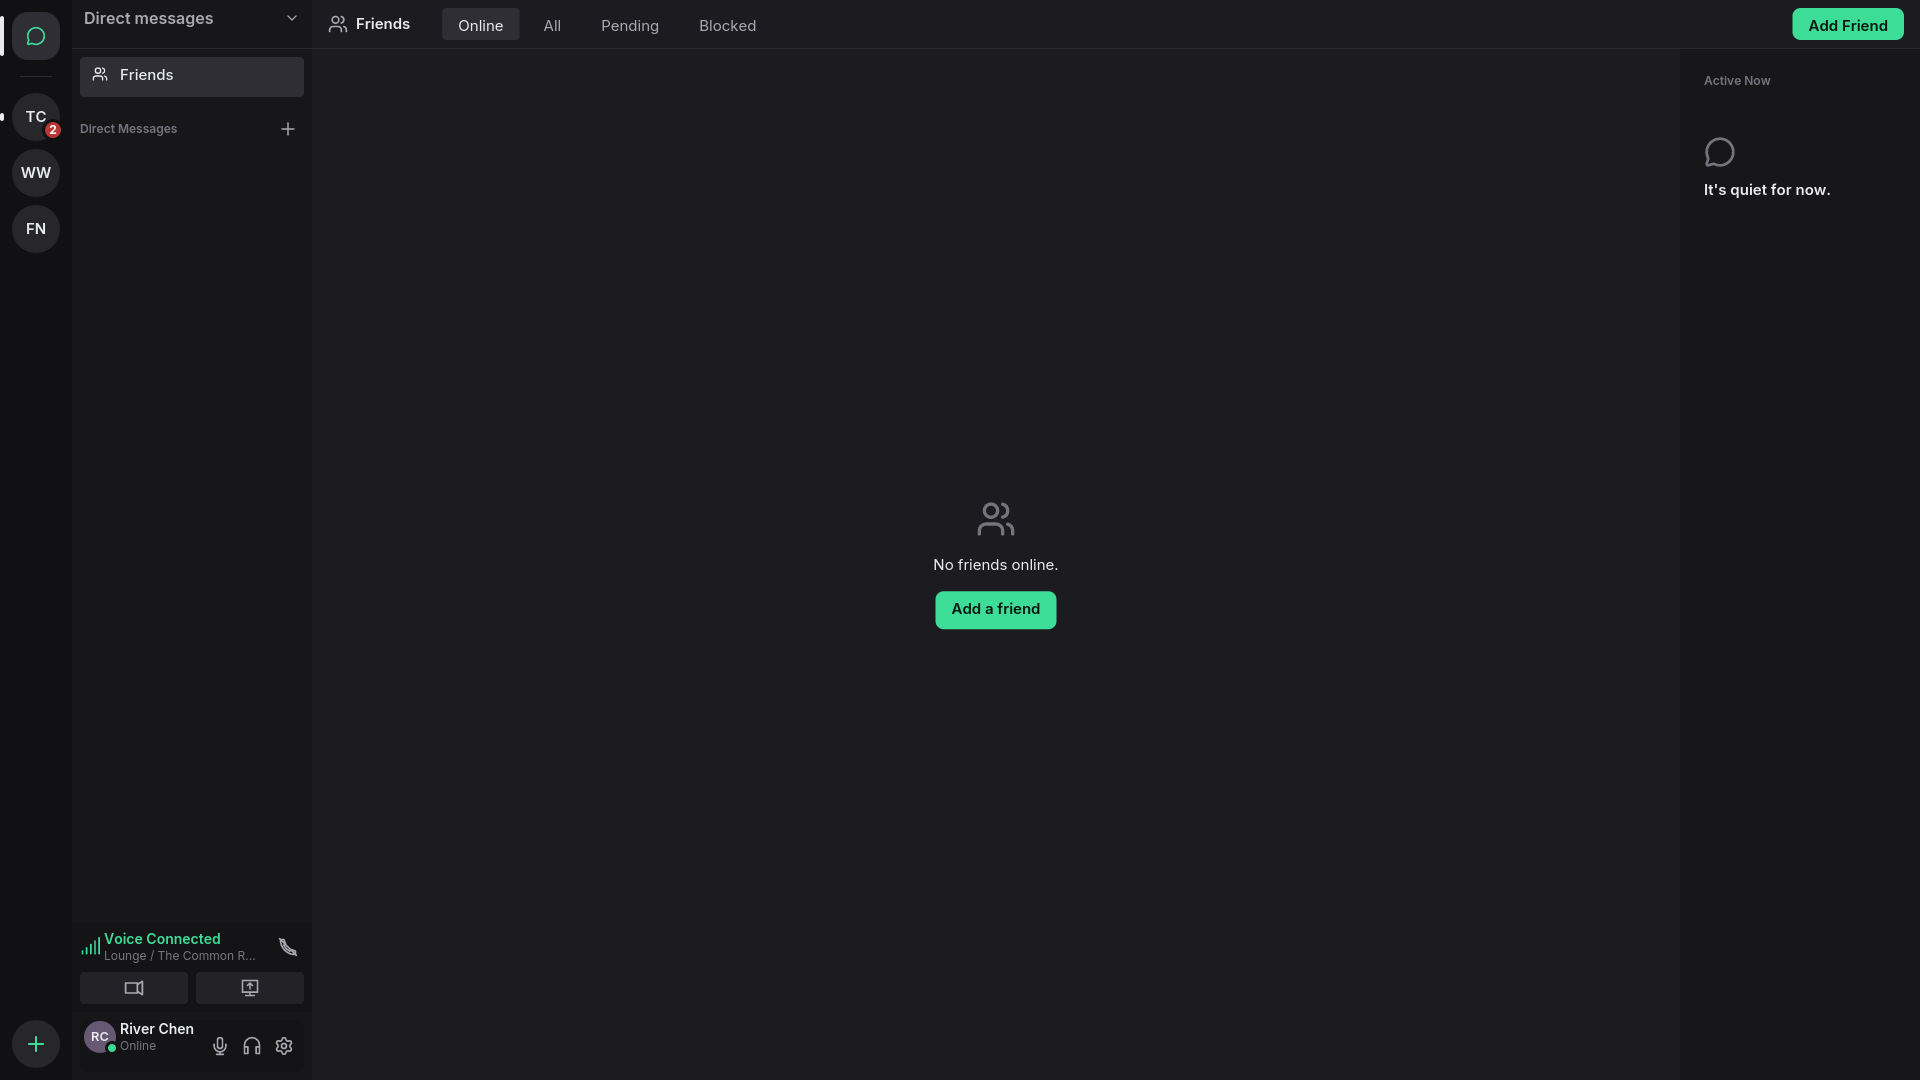 TC
2
WW
FN
Direct messages
Friends
Direct Messages
Voice Connected
Lounge / The Common R...
RC
River Chen
Online
Friends
Online
All
Pending
Blocked
Add Friend
No friends online.
Add a friend
Active Now
It's quiet for now.